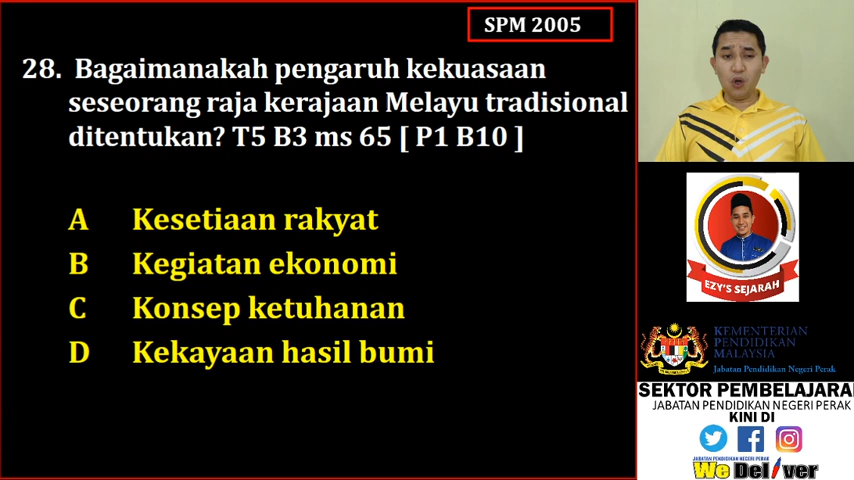 SPM 2005
28. Bagaimanakah pengaruh kekuasaan
seseorang raja kerajaan Melayu tradisional
ditentukan? T5 B3 ms 65 [ P1 B10 ]
A Kesetiaan rakyat
B Kegiatan ekonomi
C Konsep ketuhanan
D Kekayaan hasil bumi
EZY'S SEJARAH
KEMENTERIAN
PENDIDIKAN
MALAYSIA
Jabatan Pendidikan Negeri Perak
SEKTOR PEMBELAJARA
JABATAN PENDIDIKAN NEGERI PERAK
KINI DI
JABATAN PENDIDIKAN NEGERI PERAK
We Deliver